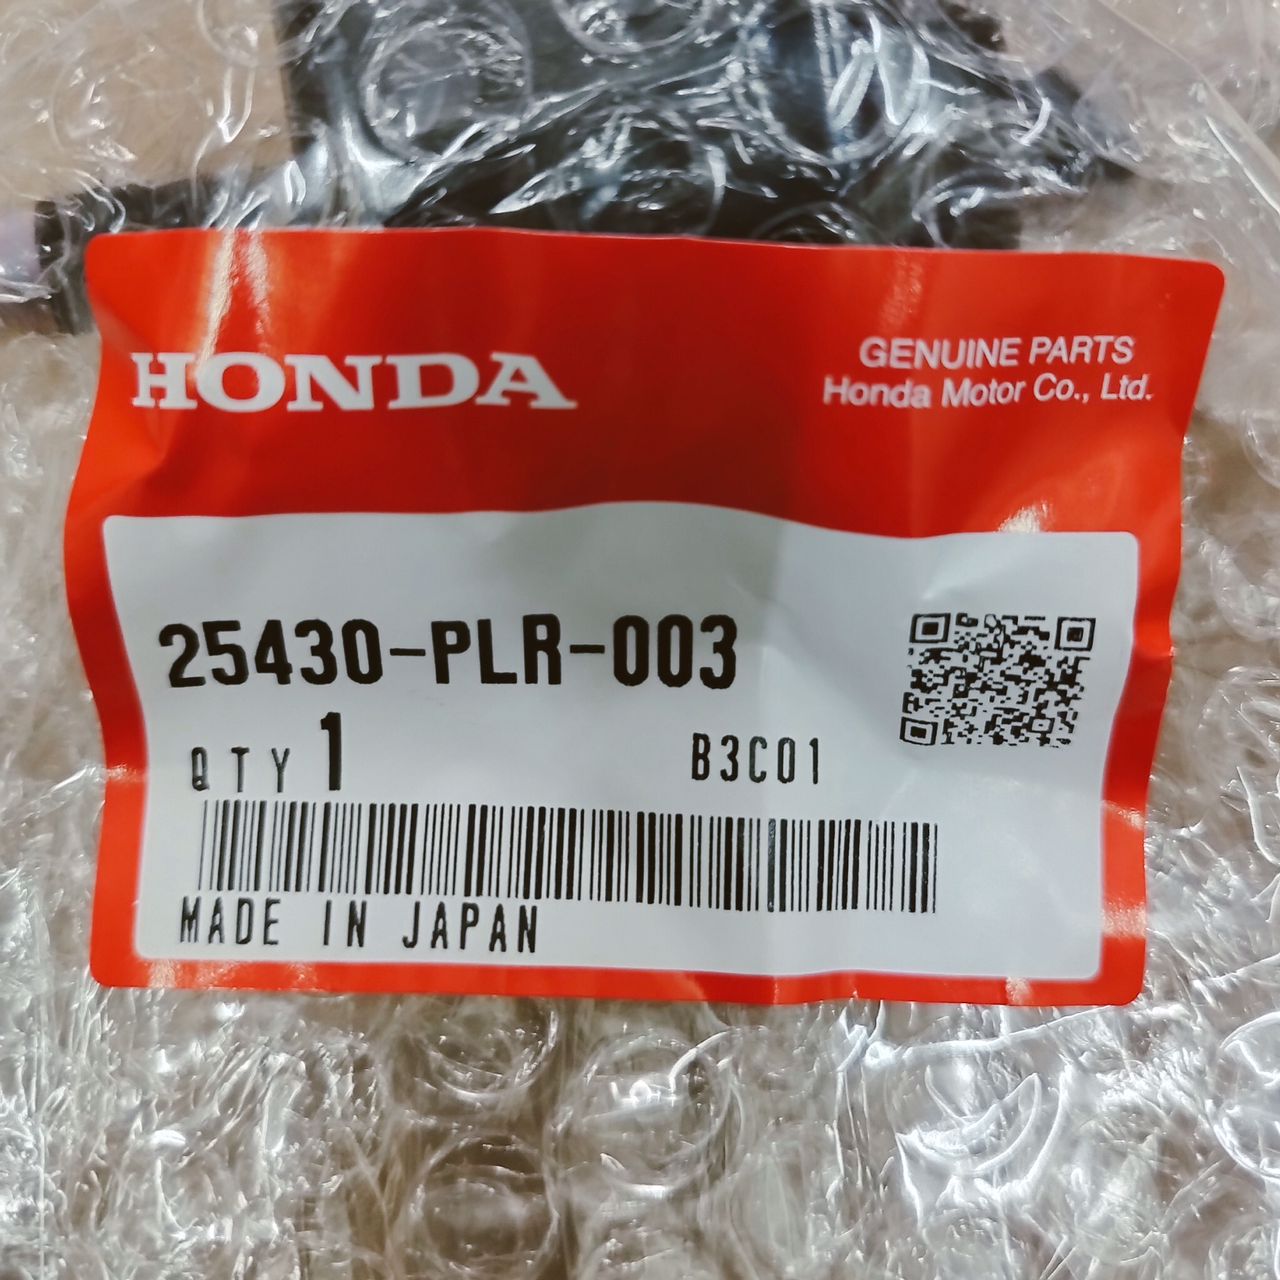 HONDA
GENUINE PARTS
Honda Motor Co., Ltd.
25430-PLR-003
QTY 1
B3C01
MADE IN JAPAN